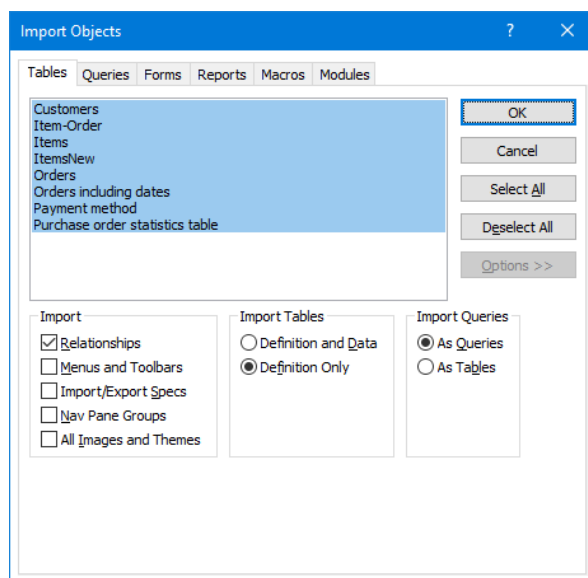 Import Objects
Tables Queries Forms Reports Macros Modules
Customers
Item-Order
Items
ItemsNew
Orders
Orders including dates
Payment method
Purchase order statistics table
OK
Cancel
Select All
Deselect All
Options >>
Import
Relationships
Menus and Toolbars
Import/Export Specs
Nav Pane Groups
All Images and Themes
Import Tables
Definition and Data
Definition Only
Import Queries
As Queries
As Tables